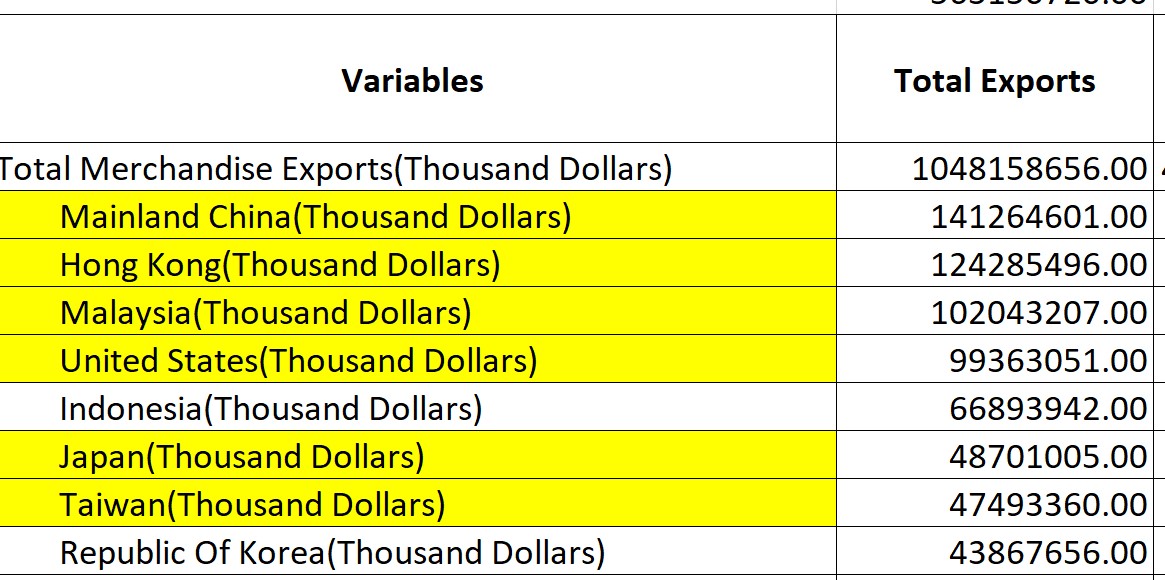 Variables Total Exports
Total Merchandise Exports(Thousand Dollars) 1048158656.00
Mainland China(Thousand Dollars) 141264601.00
Hong Kong(Thousand Dollars) 124285496.00
Malaysia(Thousand Dollars) 102043207.00
United States(Thousand Dollars) 99363051.00
Indonesia(Thousand Dollars) 66893942.00
Japan(Thousand Dollars) 48701005.00
Taiwan(Thousand Dollars) 47493360.00
Republic Of Korea(Thousand Dollars) 43867656.00